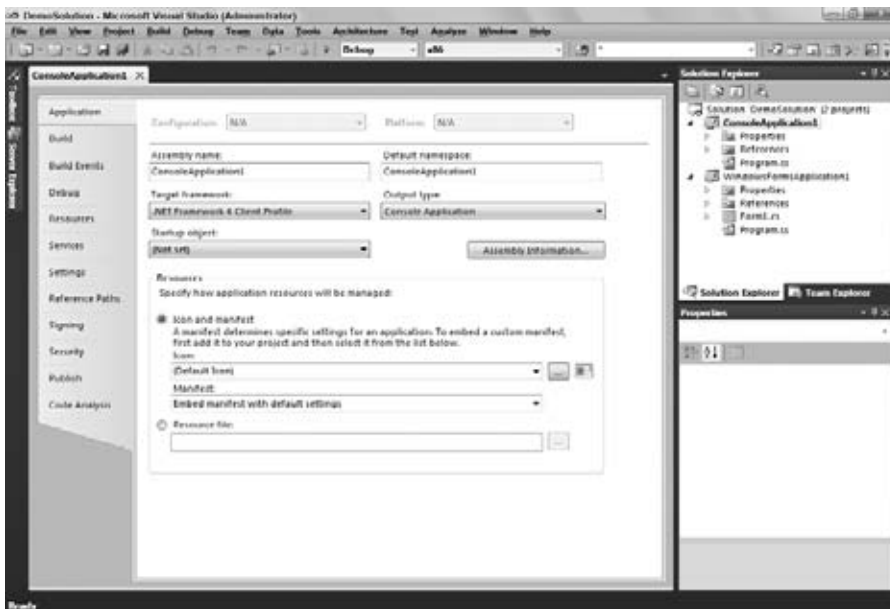 DemoSolution - Microsoft Visual Studio (Administrator)
File Edit View Project Build Debug Team Data Tools Architecture Test Analyze Window Help
Debug x86
Toolbox
Server Explorer
ConsoleApplication1
Application
Build
Build Events
Debug
Resources
Services
Settings
Reference Paths
Signing
Security
Publish
Code Analysis
Configuration: N/A Platform: N/A
Assembly name: Default namespace:
ConsoleApplication1 ConsoleApplication1
Target framework: Output type:
.NET Framework 4 Client Profile Console Application
Startup object:
(Not set) Assembly Information...
Resources
Specify how application resources will be managed:
Icon and manifest
A manifest determines specific settings for an application. To embed a custom manifest,
first add it to your project and then select it from the list below.
Icon:
(Default Icon) ...
Manifest:
Embed manifest with default settings
Resource file:
...
Solution Explorer
Solution 'DemoSolution' (2 projects)
ConsoleApplication1
Properties
References
Program.cs
WindowsFormsApplication1
Properties
References
Form1.cs
Program.cs
Solution Explorer Team Explorer
Properties
Ready